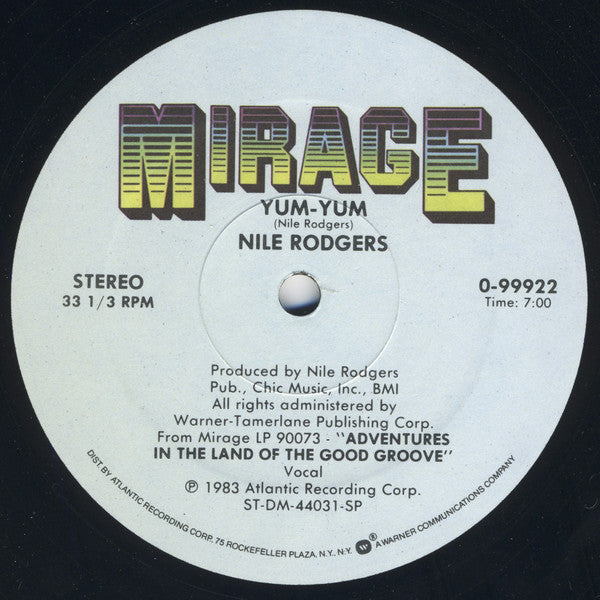 MIRAGE
YUM-YUM
(Nile Rodgers)
NILE RODGERS
STEREO
33 1/3 RPM
0-99922
Time: 7:00
Produced by Nile Rodgers
Pub., Chic Music, Inc., BMI
All rights administered by
Warner-Tamerlane Publishing Corp.
From Mirage LP 90073 - "ADVENTURES
IN THE LAND OF THE GOOD GROOVE"
Vocal
℗ 1983 Atlantic Recording Corp.
ST-DM-44031-SP
DIST. BY ATLANTIC RECORDING CORP. 75 ROCKEFELLER PLAZA, N.Y., N.Y. W® A WARNER COMMUNICATIONS COMPANY